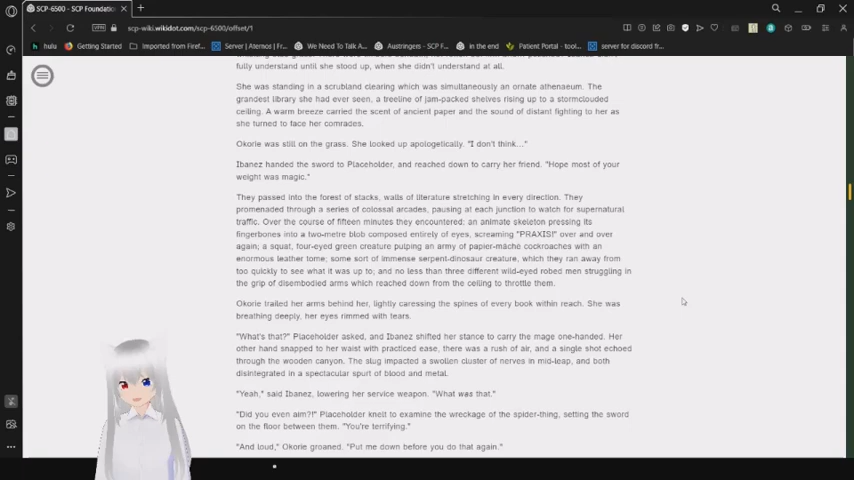 SCP-6500 - SCP Foundatio
scp-wiki.wikidot.com/scp-6500/offset/1
VPN
hulu
Getting Started
Imported from Firef...
Server | Aternos | Fr...
We Need To Talk A...
Austringers - SCP F...
in the end
Patient Portal - tool...
server for discord fr...
fully understand until she stood up, when she didn't understand at all.
She was standing in a scrubland clearing which was simultaneously an ornate athenaeum. The
grandest library she had ever seen, a treeline of jam-packed shelves rising up to a stormclouded
ceiling. A warm breeze carried the scent of ancient paper and the sound of distant fighting to her as
she turned to face her comrades.
Okorie was still on the grass. She looked up apologetically. "I don't think..."
Ibanez handed the sword to Placeholder, and reached down to carry her friend. "Hope most of your
weight was magic."
They passed into the forest of stacks, walls of literature stretching in every direction. They
promenaded through a series of colossal arcades, pausing at each junction to watch for supernatural
traffic. Over the course of fifteen minutes they encountered: an animate skeleton pressing its
fingerbones into a two-metre blob composed entirely of eyes, screaming "PRAXIS!" over and over
again; a squat, four-eyed green creature pulping an army of papier-mâché cockroaches with an
enormous leather tome; some sort of immense serpent-dinosaur creature, which they ran away from
too quickly to see what it was up to; and no less than three different wild-eyed robed men struggling in
the grip of disembodied arms which reached down from the ceiling to throttle them.
Okorie trailed her arms behind her, lightly caressing the spines of every book within reach. She was
breathing deeply, her eyes rimmed with tears.
"What's that?" Placeholder asked, and Ibanez shifted her stance to carry the mage one-handed. Her
other hand snapped to her waist with practiced ease, there was a rush of air, and a single shot echoed
through the wooden canyon. The slug impacted a swollen cluster of nerves in mid-leap, and both
disintegrated in a spectacular spurt of blood and metal.
"Yeah," said Ibanez, lowering her service weapon. "What was that."
"Did you even aim?!" Placeholder knelt to examine the wreckage of the spider-thing, setting the sword
on the floor between them. "You're terrifying."
"And loud," Okorie groaned. "Put me down before you do that again."